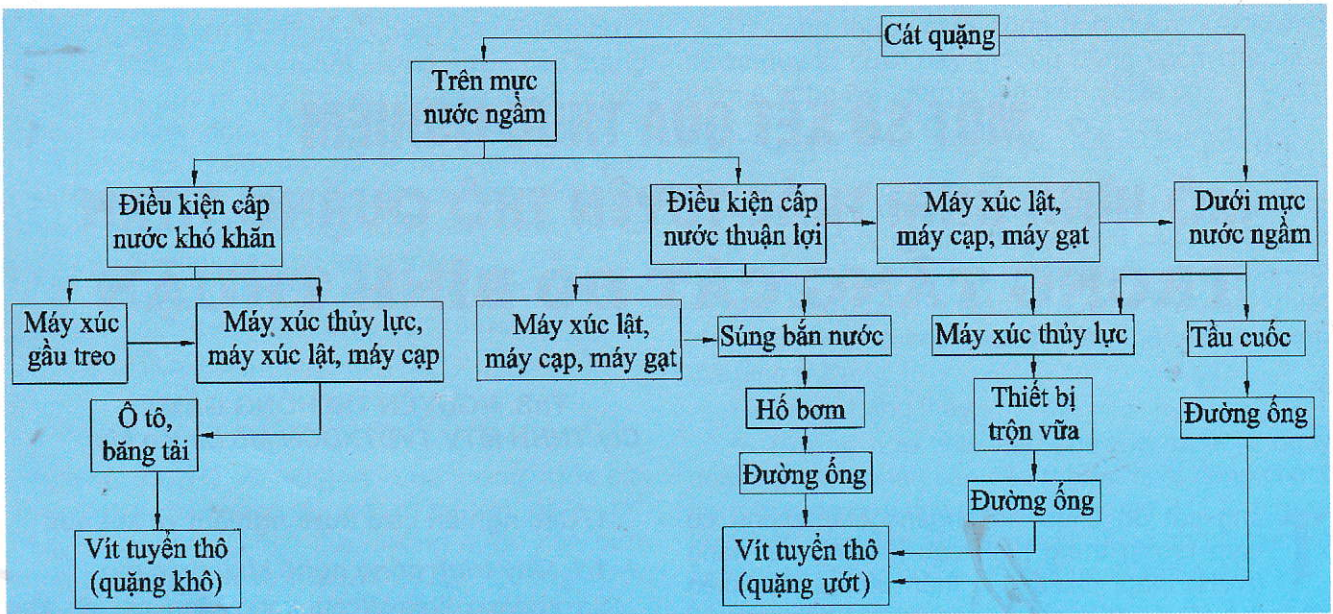 Cát quặng
Trên mực
nước ngầm
Điều kiện cấp
nước khó khăn
Điều kiện cấp
nước thuận lợi
Máy xúc lật,
máy cạp, máy gạt
Dưới mực
nước ngầm
Máy xúc
gầu treo
Máy xúc thủy lực,
máy xúc lật, máy cạp
Máy xúc lật,
máy cạp, máy gạt
Súng bắn nước
Máy xúc thủy lực
Tầu cuốc
Ô tô,
băng tải
Hố bơm
Thiết bị
trộn vữa
Đường ống
Đường ống
Đường ống
Vít tuyển thô
(quặng khô)
Vít tuyển thô
(quặng ướt)